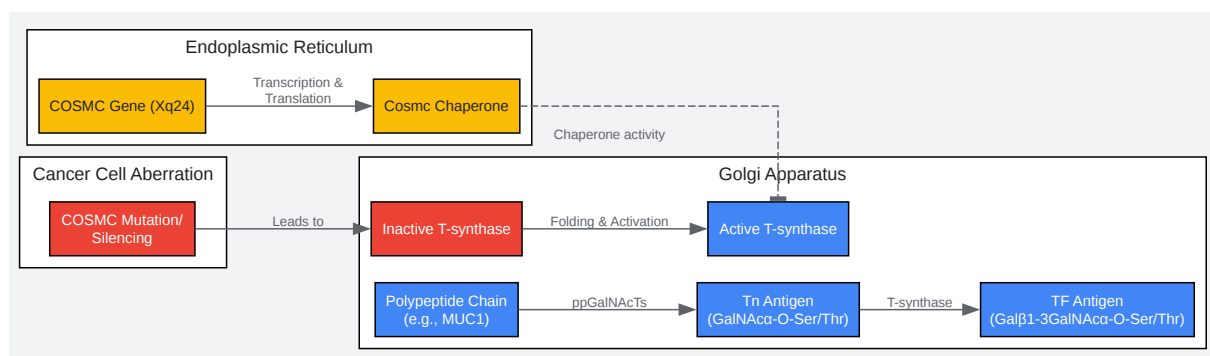 Endoplasmic Reticulum
COSMC Gene (Xq24)
Transcription &
Translation
Cosmc Chaperone
Chaperone activity
Cancer Cell Aberration
COSMC Mutation/
Silencing
Leads to
Golgi Apparatus
Inactive T-synthase
Folding & Activation
Active T-synthase
Polypeptide Chain
(e.g., MUC1)
ppGalNAcTs
Tn Antigen
(GalNAcα-O-Ser/Thr)
T-synthase
TF Antigen
(Galβ1-3GalNAcα-O-Ser/Thr)